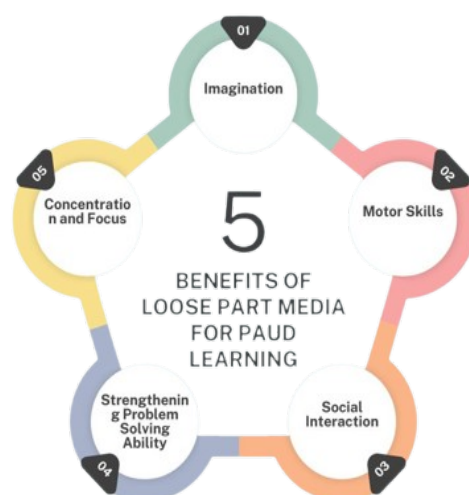 01
Imagination
02
Motor Skills
03
Social
Interaction
04
Strengthenin
g Problem
Solving
Ability
05
Concentratio
n and Focus
5
BENEFITS OF
LOOSE PART MEDIA
FOR PAUD
LEARNING